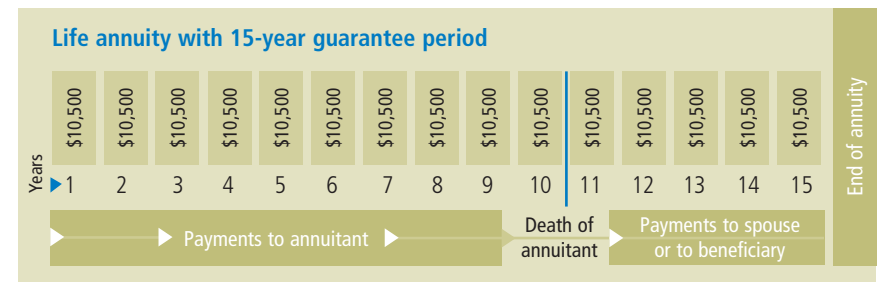 Life annuity with 15-year guarantee period
$10,500 $10,500 $10,500 $10,500 $10,500 $10,500 $10,500 $10,500 $10,500 $10,500 $10,500 $10,500 $10,500 $10,500 $10,500
Years
1 2 3 4 5 6 7 8 9 10 11 12 13 14 15
Payments to annuitant
Death of
annuitant
Payments to spouse
or to beneficiary
End of annuity